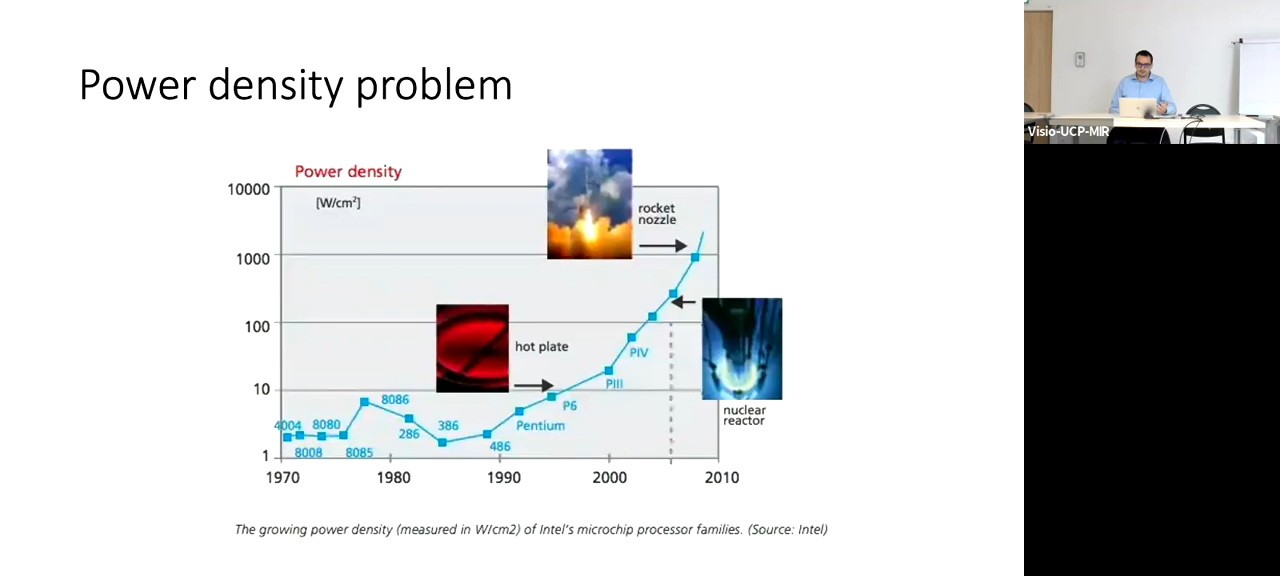 Power density problem
Visio-UCP-MIR
Power density
[W/cm²]
10000
1000
100
10
1
rocket
nozzle
hot plate
nuclear
reactor
4004
8008
8080
8085
8086
286
386
486
Pentium
P6
PIII
PIV
1970
1980
1990
2000
2010
The growing power density (measured in W/cm2) of Intel's microchip processor families. (Source: Intel)